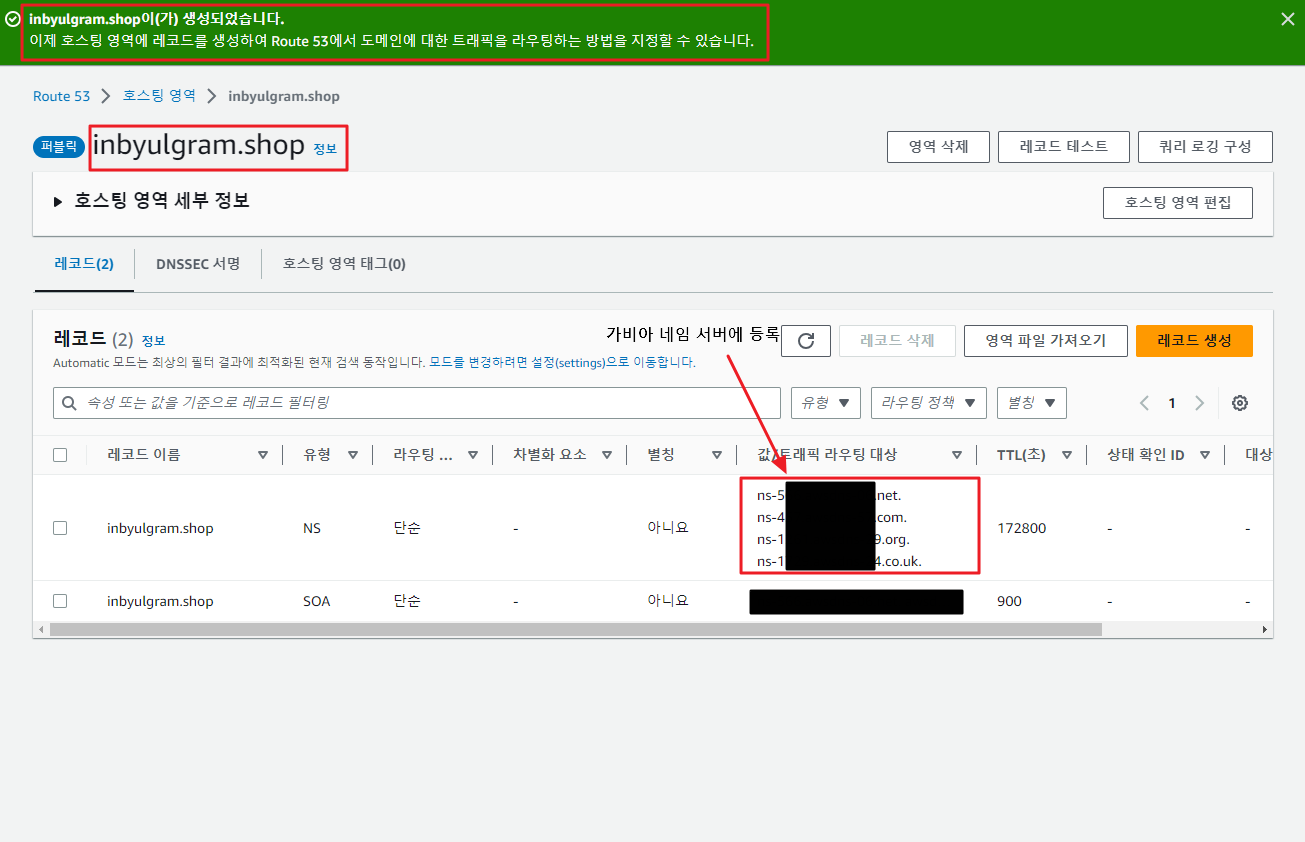 inbyulgram.shop이(가) 생성되었습니다.
이제 호스팅 영역에 레코드를 생성하여 Route 53에서 도메인에 대한 트래픽을 라우팅하는 방법을 지정할 수 있습니다.
Route 53 호스팅 영역 inbyulgram.shop
퍼블릭 inbyulgram.shop 정보 영역 삭제 레코드 테스트 쿼리 로깅 구성
호스팅 영역 세부 정보 호스팅 영역 편집
레코드(2) DNSSEC 서명 호스팅 영역 태그(0)
가비아 네임 서버에 등록
레코드 (2) 정보 레코드 삭제 영역 파일 가져오기 레코드 생성
Automatic 모드는 최상의 필터 결과에 최적화된 현재 검색 동작입니다. 모드를 변경하려면 설정(settings)으로 이동합니다.
속성 또는 값을 기준으로 레코드 필터링 유형 라우팅 정책 별칭 1
레코드 이름 유형 라우팅 ... 차별화 요소 별칭 값/트래픽 라우팅 대상 TTL(초) 상태 확인 ID 대상
inbyulgram.shop NS 단순 - 아니요 ns-5 .net. 172800 - -
ns-4 .com.
ns-1 9.org.
ns-1 4.co.uk.
inbyulgram.shop SOA 단순 - 아니요 900 - -